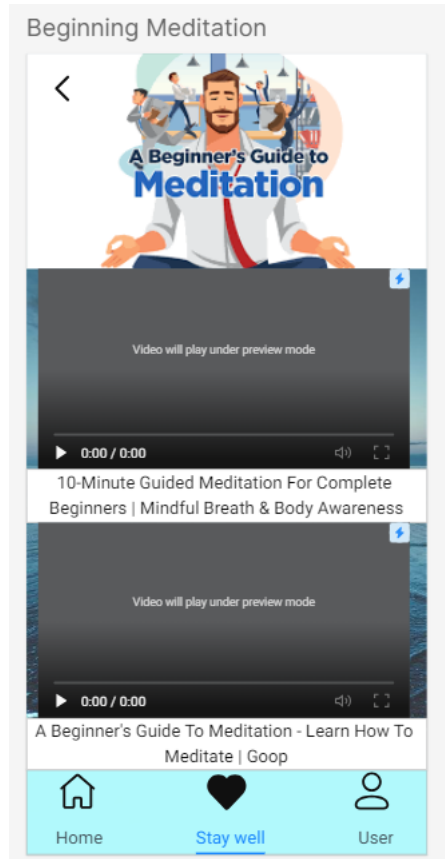 Beginning Meditation
A Beginner's Guide to
Meditation
Video will play under preview mode
0:00 / 0:00
10-Minute Guided Meditation For Complete
Beginners | Mindful Breath & Body Awareness
Video will play under preview mode
0:00 / 0:00
A Beginner's Guide To Meditation - Learn How To
Meditate | Goop
Home
Stay well
User